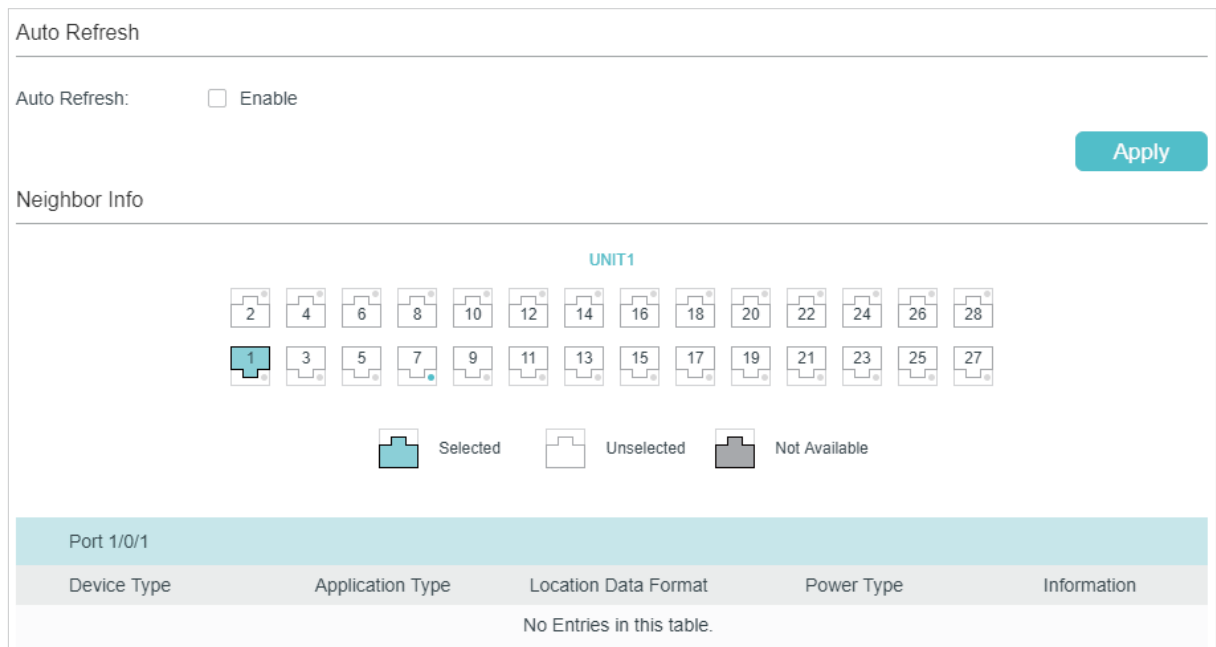 Auto Refresh
Auto Refresh: Enable
Apply
Neighbor Info
UNIT1
2 4 6 8 10 12 14 16 18 20 22 24 26 28
1 3 5 7 9 11 13 15 17 19 21 23 25 27
Selected Unselected Not Available
Port 1/0/1
Device Type Application Type Location Data Format Power Type Information
No Entries in this table.